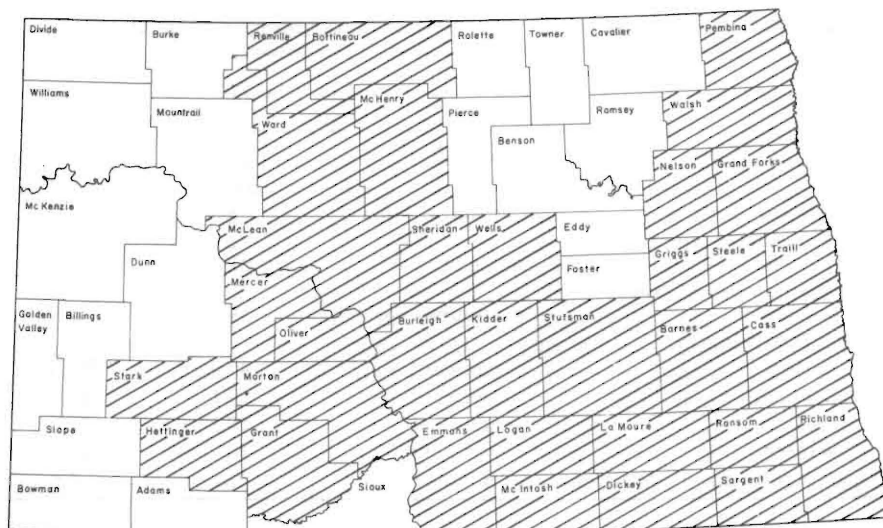 Divide
Burke
Renville
Bottineau
Rolette
Towner
Cavalier
Pembina
Williams
Mountrail
Ward
McHenry
Pierce
Benson
Ramsey
Walsh
Nelson
Grand Forks
Mc Kenzie
Dunn
McLean
Sheridan
Wells
Eddy
Foster
Griggs
Steele
Traill
Mercer
Oliver
Golden
Valley
Billings
Burleigh
Kidder
Stutsman
Barnes
Cass
Stark
Morton
Slope
Hettinger
Grant
Emmons
Logan
La Moure
Ransom
Richland
Bowman
Adams
Sioux
Mc Intosh
Dickey
Sargent